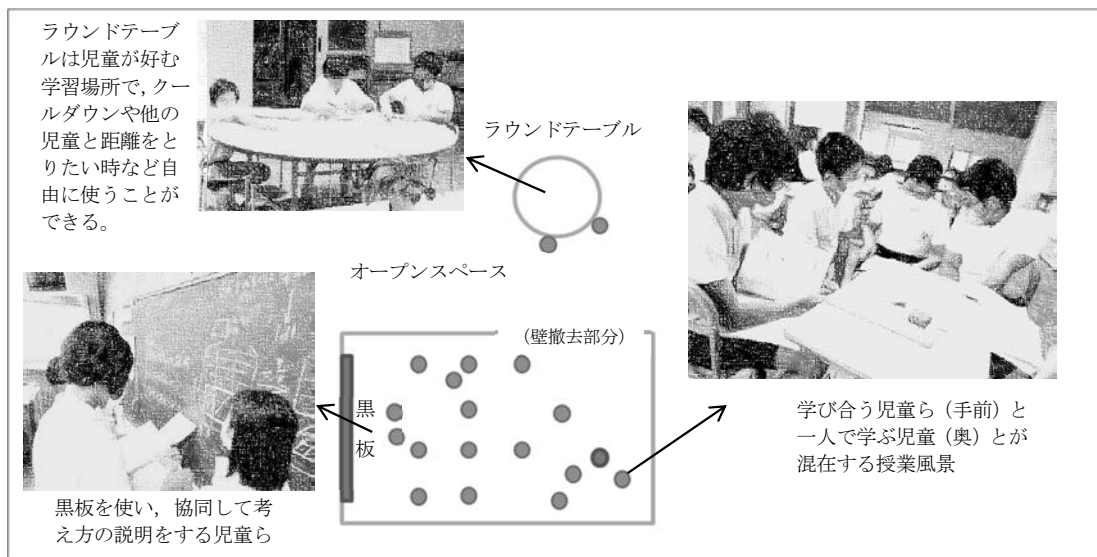 ラウンドテーブ
ルは児童が好む
学習場所で，クー
ルダウンや他の
児童と距離をと
りたい時など自
由に使うことが
できる。
ラウンドテーブル
オープンスペース
（壁撤去部分）
黒
板
黒板を使い，協同して考
え方の説明をする児童ら
学び合う児童ら（手前）と
一人で学ぶ児童（奥）とが
混在する授業風景